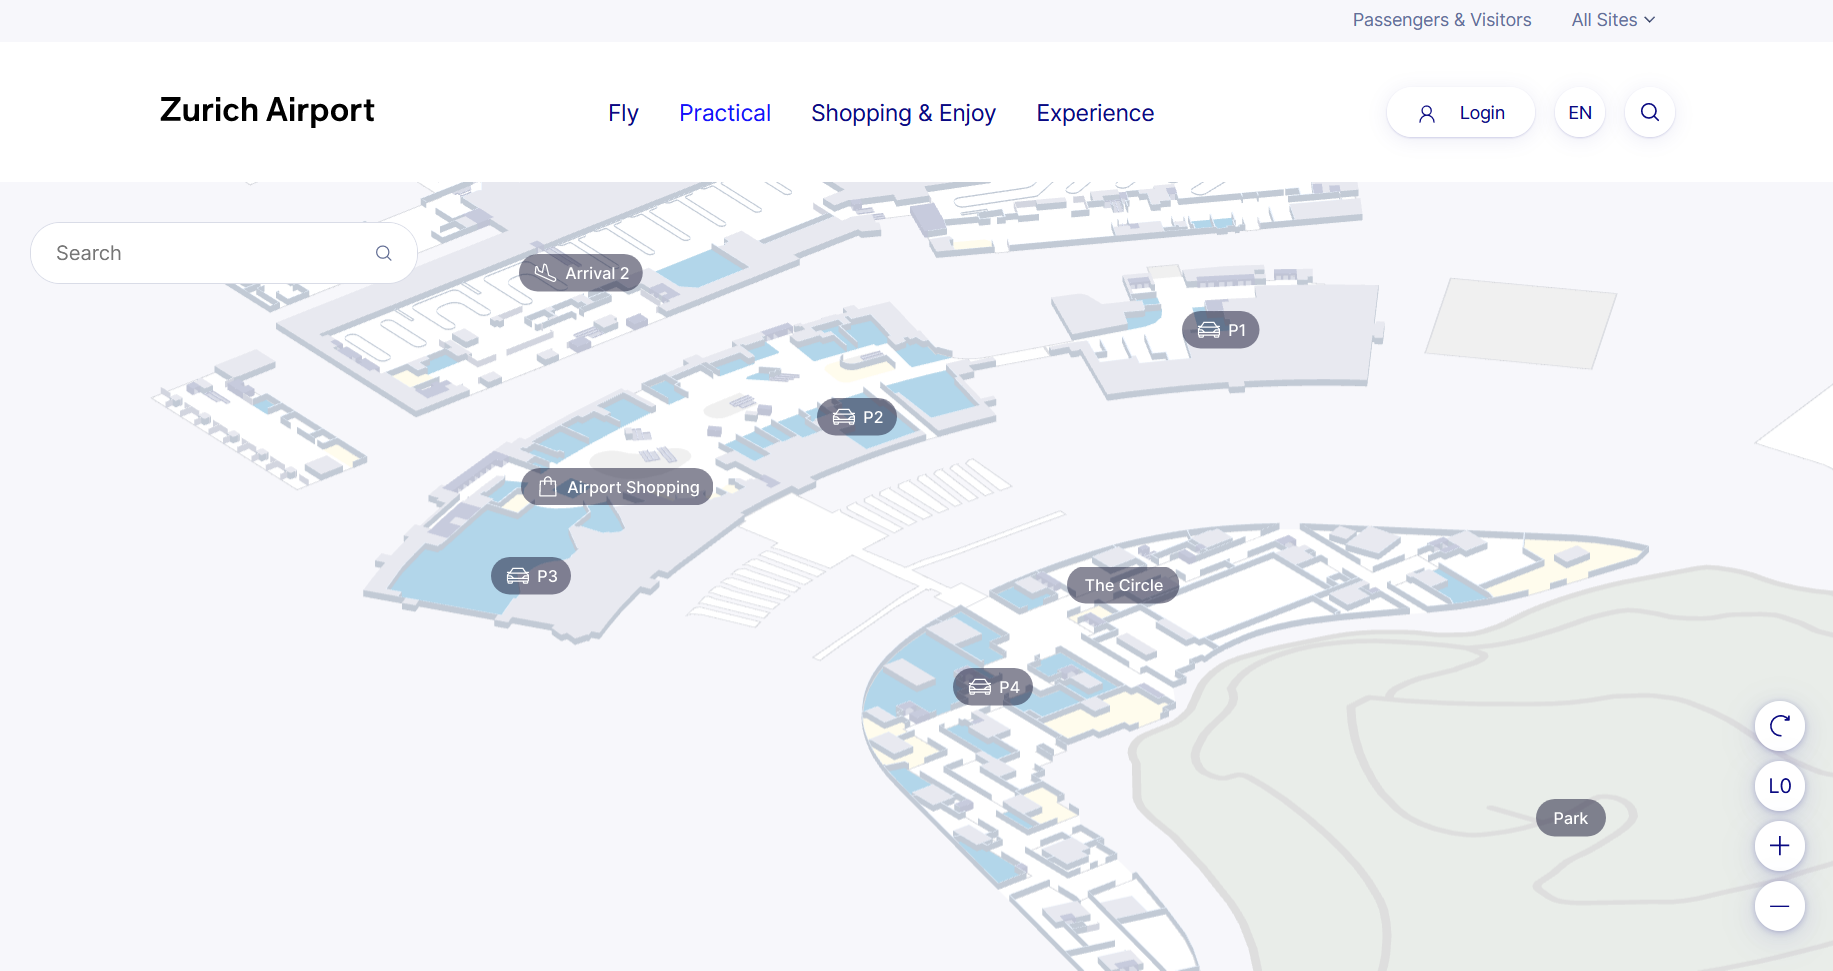 Passengers & Visitors All Sites
Zurich Airport
Fly Practical Shopping & Enjoy Experience
Login EN
Search
Arrival 2
P1
P2
Airport Shopping
P3
The Circle
P4
L0
Park